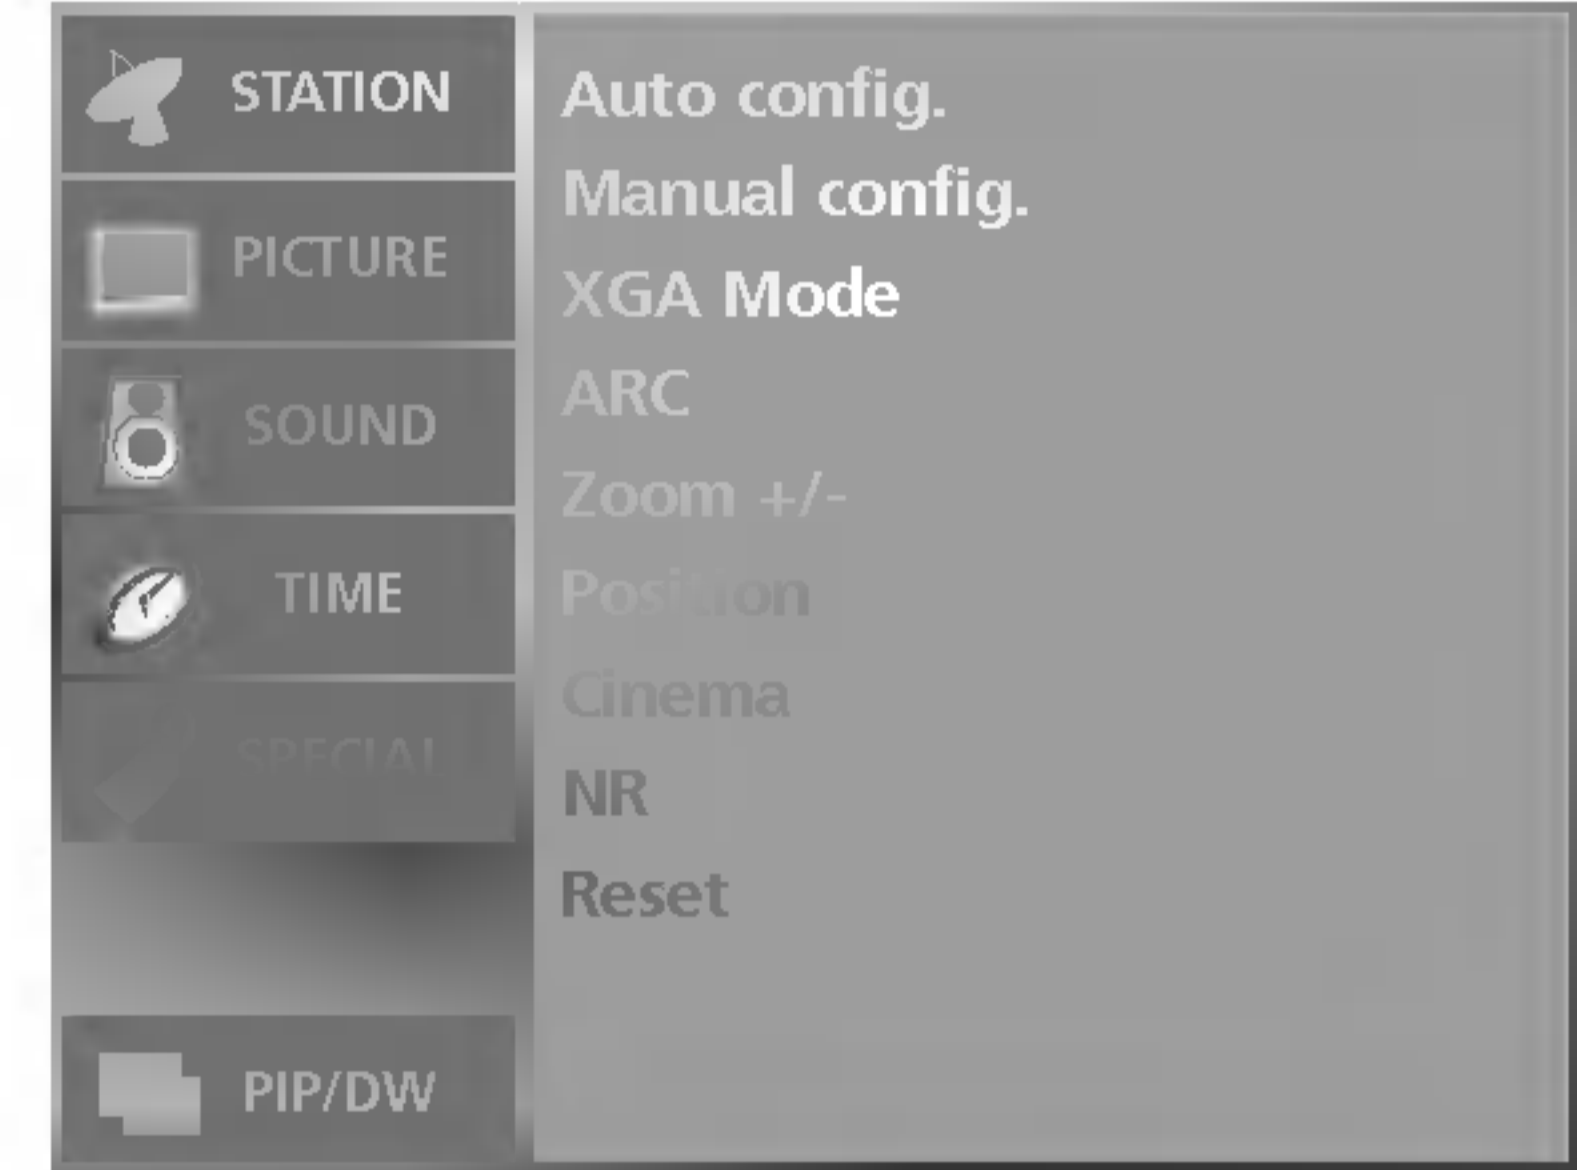 STATION
PICTURE
SOUND
TIME
SPECIAL
PIP/DW
Auto config.
Manual config.
XGA Mode
ARC
Zoom +/-
Position
Cinema
NR
Reset